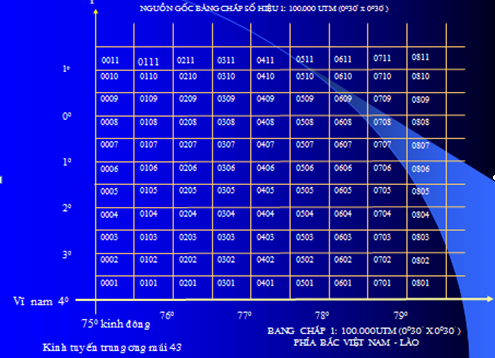 NGUỒN GỐC BẢNG CHẤP SỐ HIỆU 1: 100.000 UTM (0°30´ x 0°30´)
0011 0111 0211 0311 0411 0511 0611 0711 0811
1°
0010 0110 0210 0310 0410 0510 0610 0710 0810
0009 0109 0209 0309 0409 0509 0609 0709 0809
0°
0008 0108 0208 0308 0408 0508 0608 0708 0808
0007 0107 0207 0307 0407 0507 0607 0707 0807
1°
0006 0106 0206 0306 0406 0506 0606 0706 0806
0005 0105 0205 0305 0405 0505 0605 0705 0805
2°
0004 0104 0204 0304 0404 0504 0604 0704 0804
0003 0103 0203 0303 0403 0503 0603 0703 0803
3°
0002 0102 0202 0302 0402 0502 0602 0702 0802
0001 0101 0201 0301 0401 0501 0601 0701 0801
Vĩ nam 4°
75° kinh đông 76° 77° 78° 79°
BANG CHẤP 1: 100.000UTM (0°30´ X 0°30´)
PHÍA BẮC VIỆT NAM - LÀO
Kinh tuyến trung ương múi 43